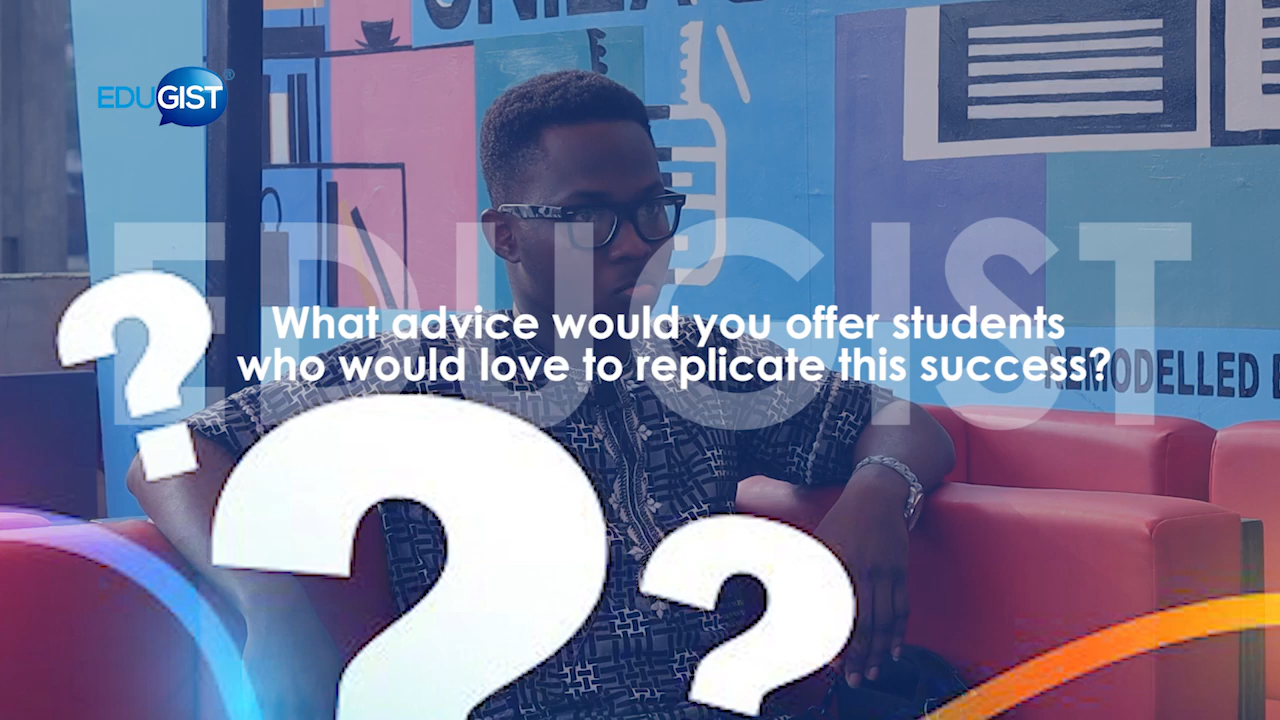 EDUGIST
EDUGIST
What advice would you offer students
who would love to replicate this success?
REMODELLED